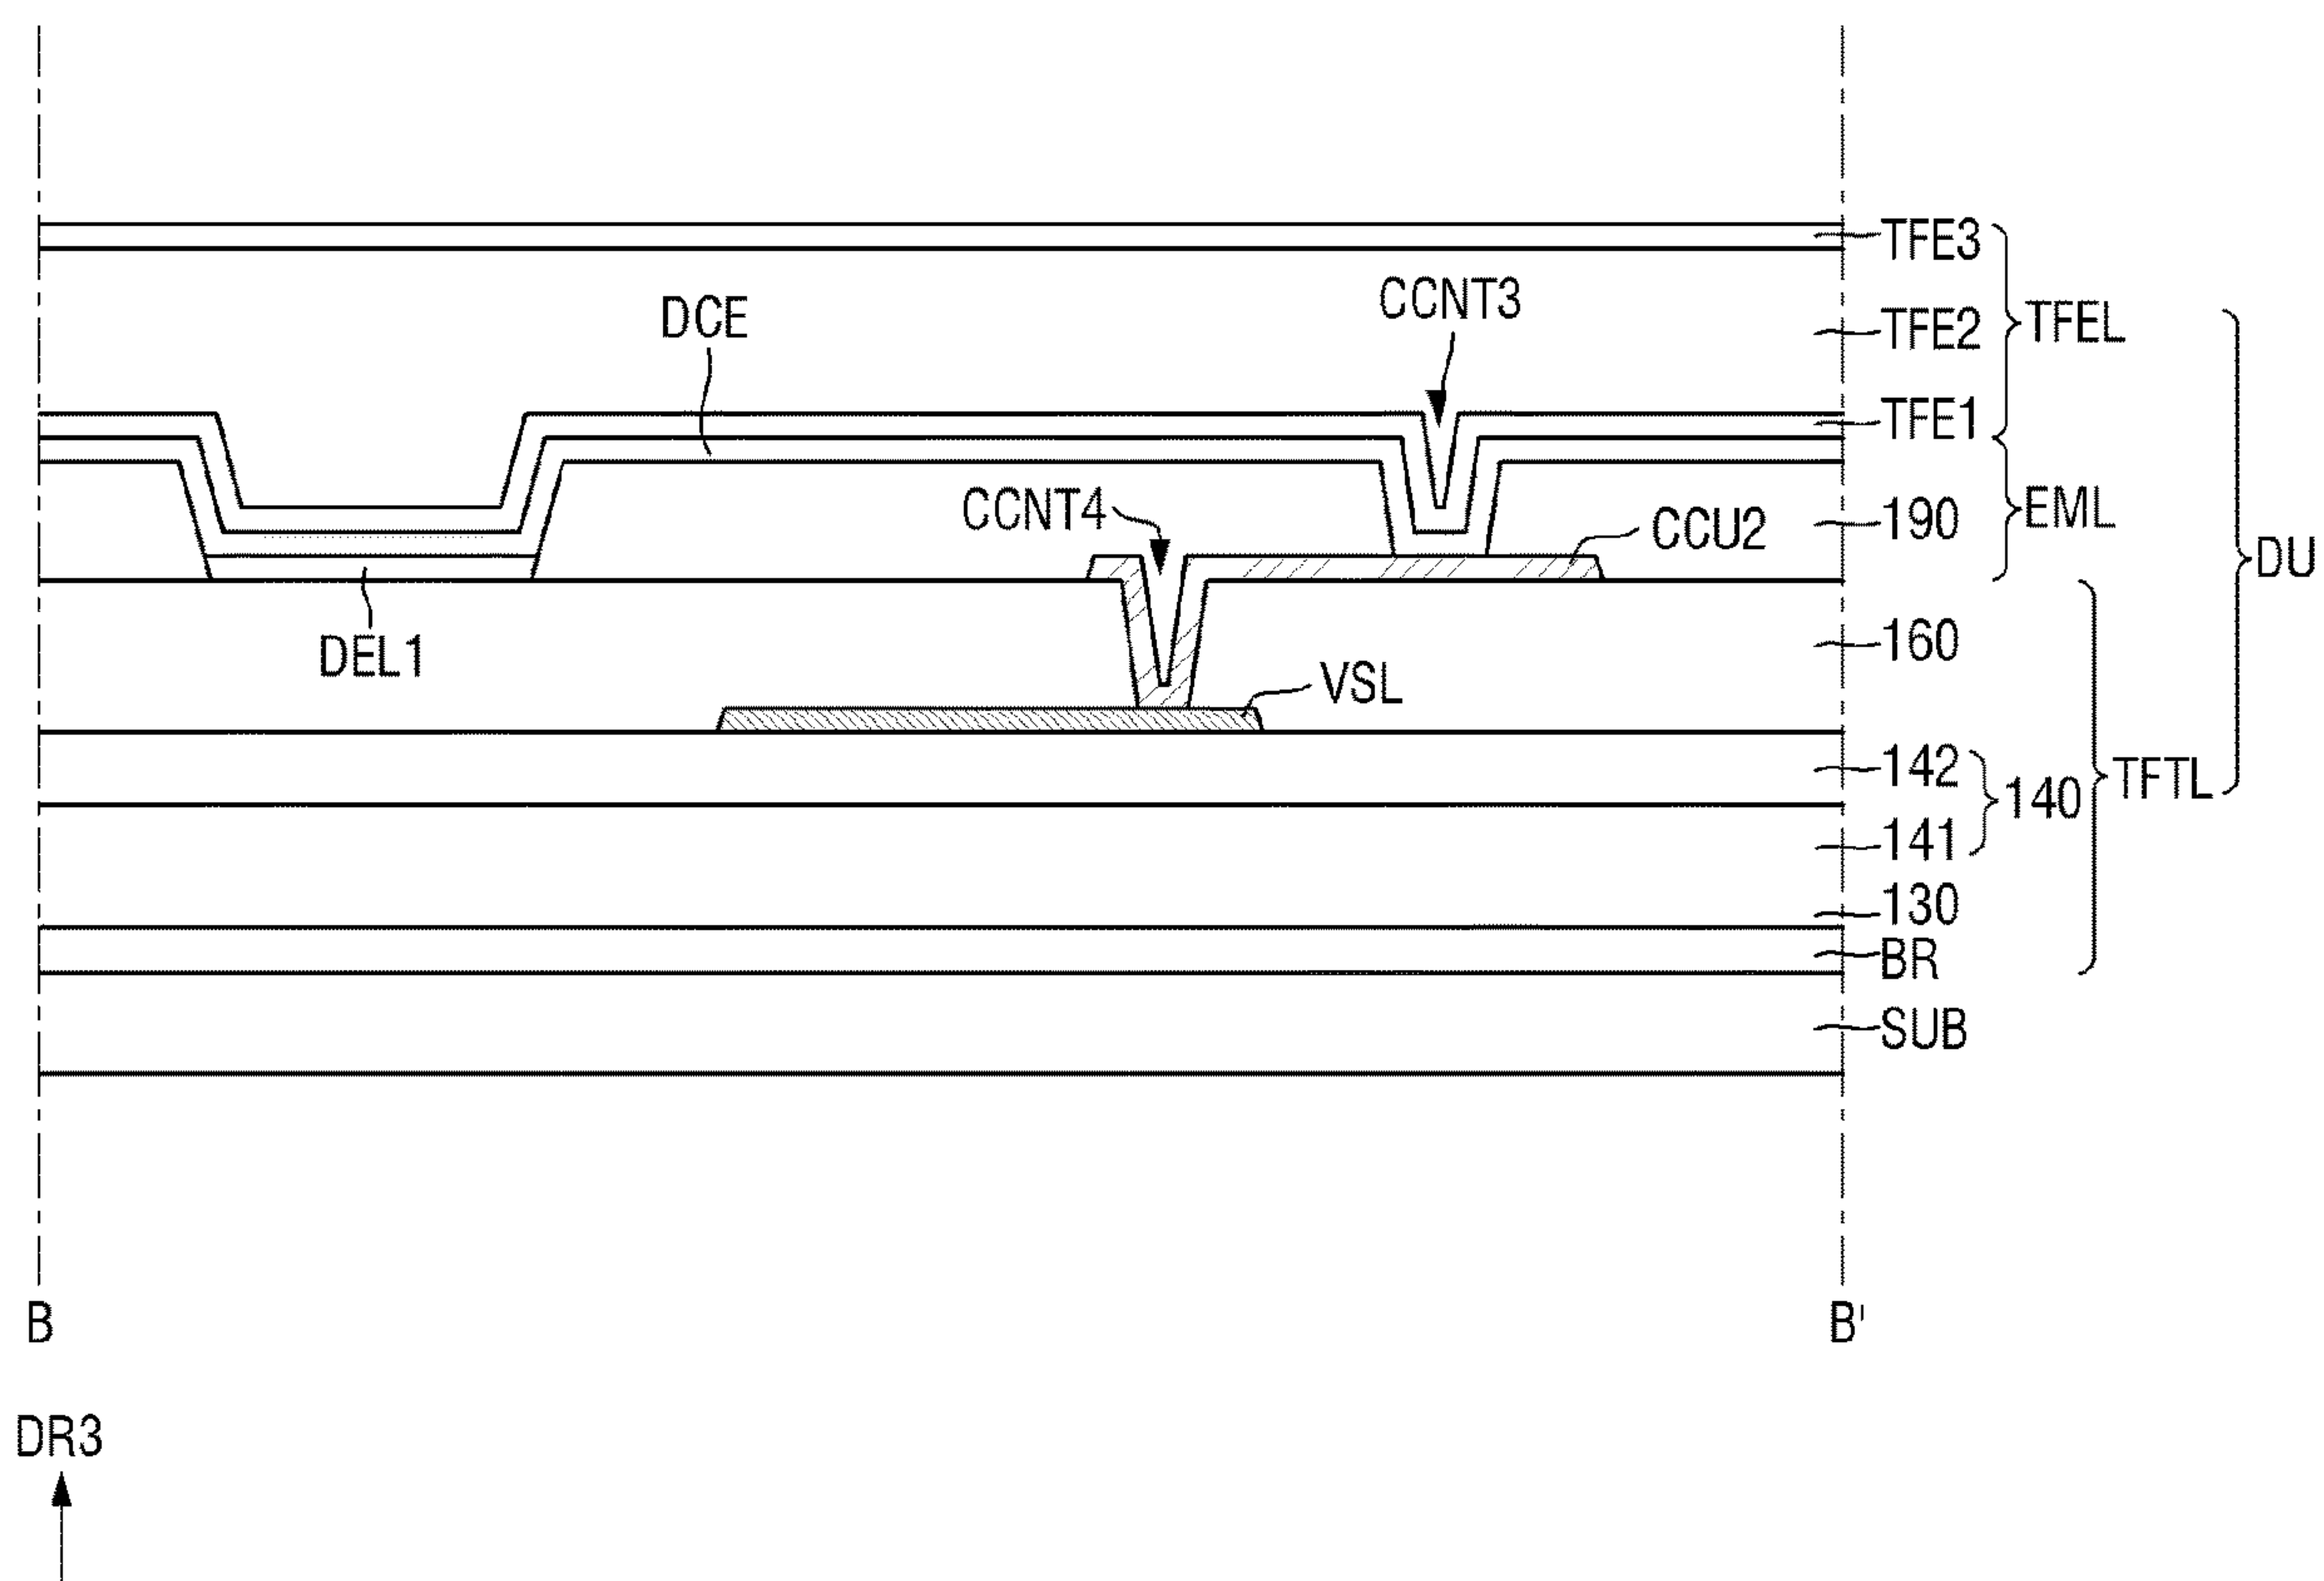 TFE3
DCE
CCNT3
TFE2
TFEL
TFE1
CCNT4
CCU2
190
EML
DU
DEL1
160
VSL
142
140
TFTL
141
130
BR
SUB
B
B'
DR3